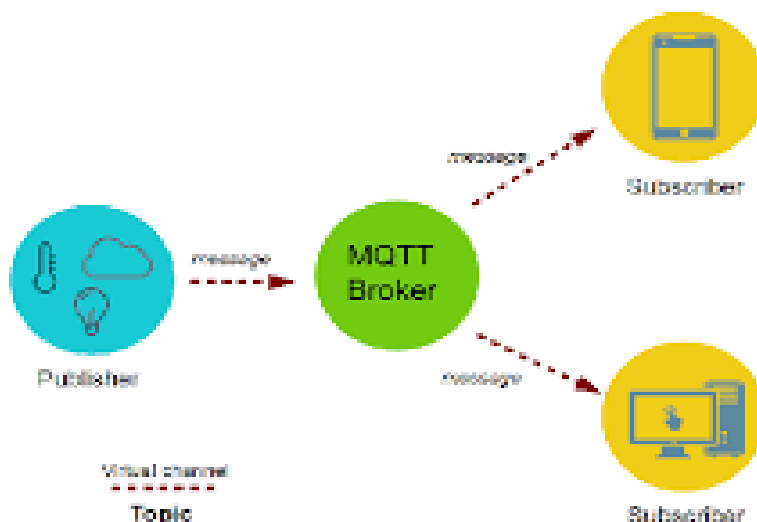 message
Subscriber
message
MQTT
Broker
Publisher
message
Virtual channel
Topic
Subscriber